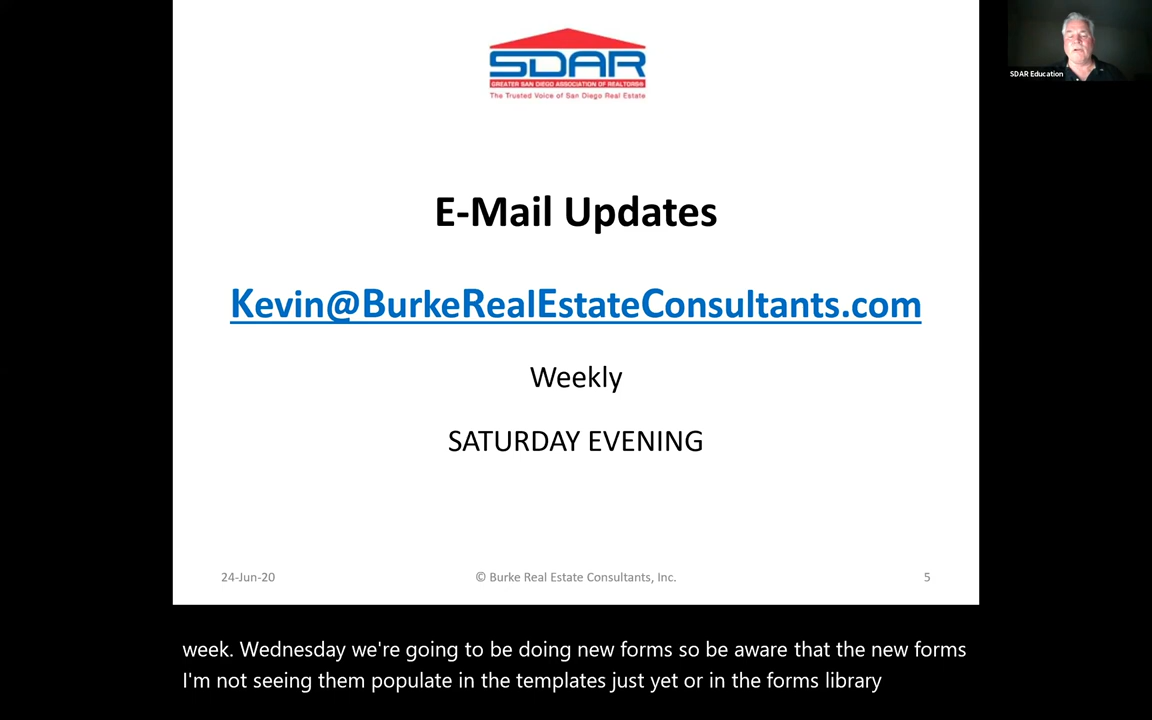 SDAR
GREATER SAN DIEGO ASSOCIATION OF REALTORS®
The Trusted Voice of San Diego Real Estate
SDAR Education
E-Mail Updates
Kevin@BurkeRealEstateConsultants.com
Weekly
SATURDAY EVENING
24-Jun-20
© Burke Real Estate Consultants, Inc.
5
week. Wednesday we're going to be doing new forms so be aware that the new forms
I'm not seeing them populate in the templates just yet or in the forms library